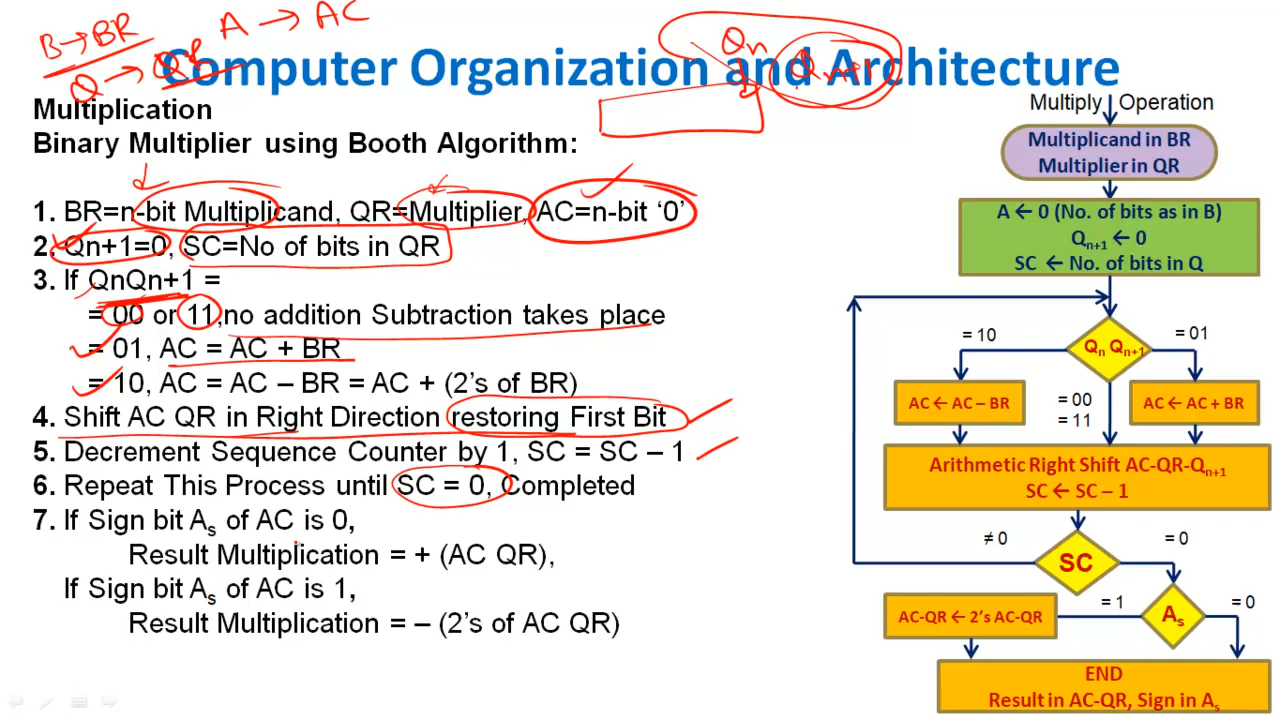 B → BR
A → AC
Q →
Qn
Qn+1
Computer Organization and Architecture
Multiplication
Binary Multiplier using Booth Algorithm:
1. BR=n-bit Multiplicand, QR=Multiplier, AC=n-bit ‘0’
2. Qn+1=0, SC=No of bits in QR
3. If QnQn+1 =
= 00 or 11,no addition Subtraction takes place
= 01, AC = AC + BR
= 10, AC = AC – BR = AC + (2’s of BR)
4. Shift AC QR in Right Direction restoring First Bit
5. Decrement Sequence Counter by 1, SC = SC – 1
6. Repeat This Process until SC = 0, Completed
7. If Sign bit As of AC is 0,
Result Multiplication = + (AC QR),
If Sign bit As of AC is 1,
Result Multiplication = – (2’s of AC QR)
Multiply Operation
Multiplicand in BR
Multiplier in QR
A ← 0 (No. of bits as in B)
Qn+1 ← 0
SC ← No. of bits in Q
= 10
Qn Qn+1
= 01
AC ← AC – BR
= 00
= 11
AC ← AC + BR
Arithmetic Right Shift AC-QR-Qn+1
SC ← SC – 1
≠ 0
SC
= 0
AC-QR ← 2’s AC-QR
= 1
As
= 0
END
Result in AC-QR, Sign in As